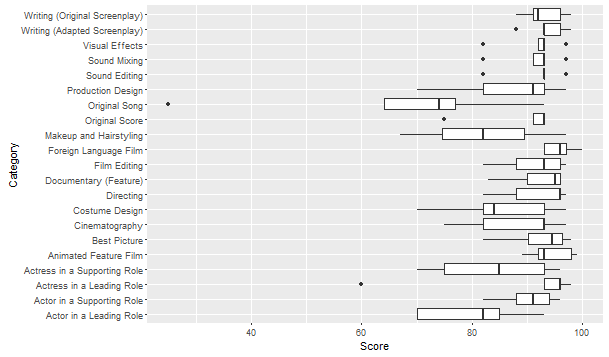 Writing (Original Screenplay)
Writing (Adapted Screenplay)
Visual Effects
Sound Mixing
Sound Editing
Production Design
Original Song
Original Score
Makeup and Hairstyling
Foreign Language Film
Film Editing
Documentary (Feature)
Directing
Costume Design
Cinematography
Best Picture
Animated Feature Film
Actress in a Supporting Role
Actress in a Leading Role
Actor in a Supporting Role
Actor in a Leading Role
Category
40 60 80 100
Score